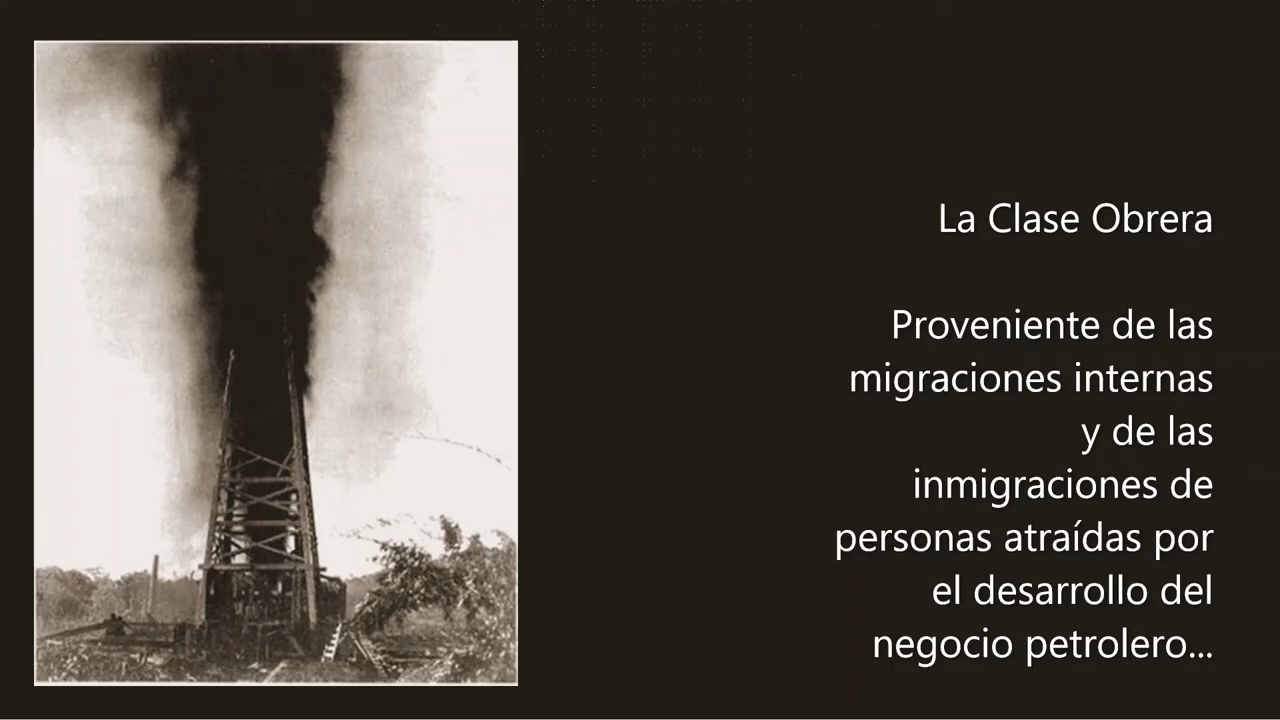 La Clase Obrera
Proveniente de las
migraciones internas
y de las
inmigraciones de
personas atraídas por
el desarrollo del
negocio petrolero...